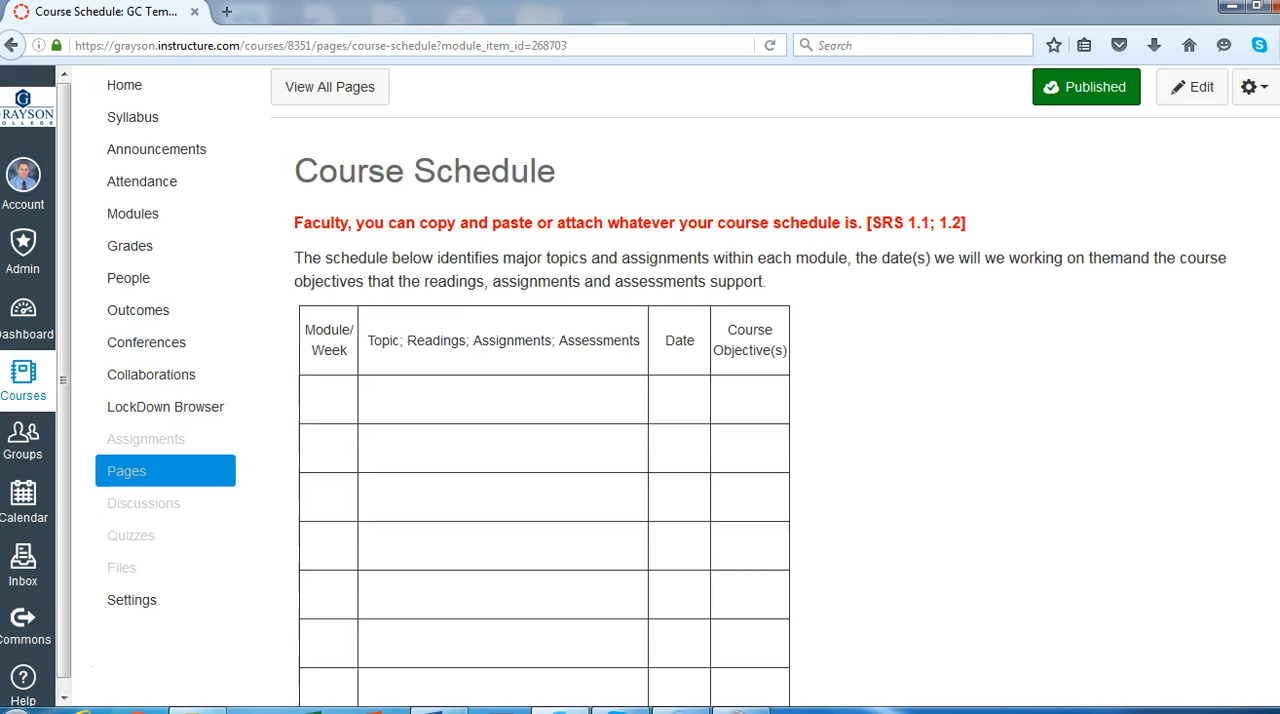 Course Schedule: GC Tem...
https://grayson.instructure.com/courses/8351/pages/course-schedule?module_item_id=268703
Search
G
RAYSON
COLLEGE
Account
Admin
Dashboard
Courses
Groups
Calendar
Inbox
Commons
Help
Home
Syllabus
Announcements
Attendance
Modules
Grades
People
Outcomes
Conferences
Collaborations
LockDown Browser
Assignments
Pages
Discussions
Quizzes
Files
Settings
View All Pages
Published
Edit
Course Schedule
Faculty, you can copy and paste or attach whatever your course schedule is. [SRS 1.1; 1.2]
The schedule below identifies major topics and assignments within each module, the date(s) we will we working on themand the course
objectives that the readings, assignments and assessments support.
Module/
Week
Topic; Readings; Assignments; Assessments
Date
Course
Objective(s)